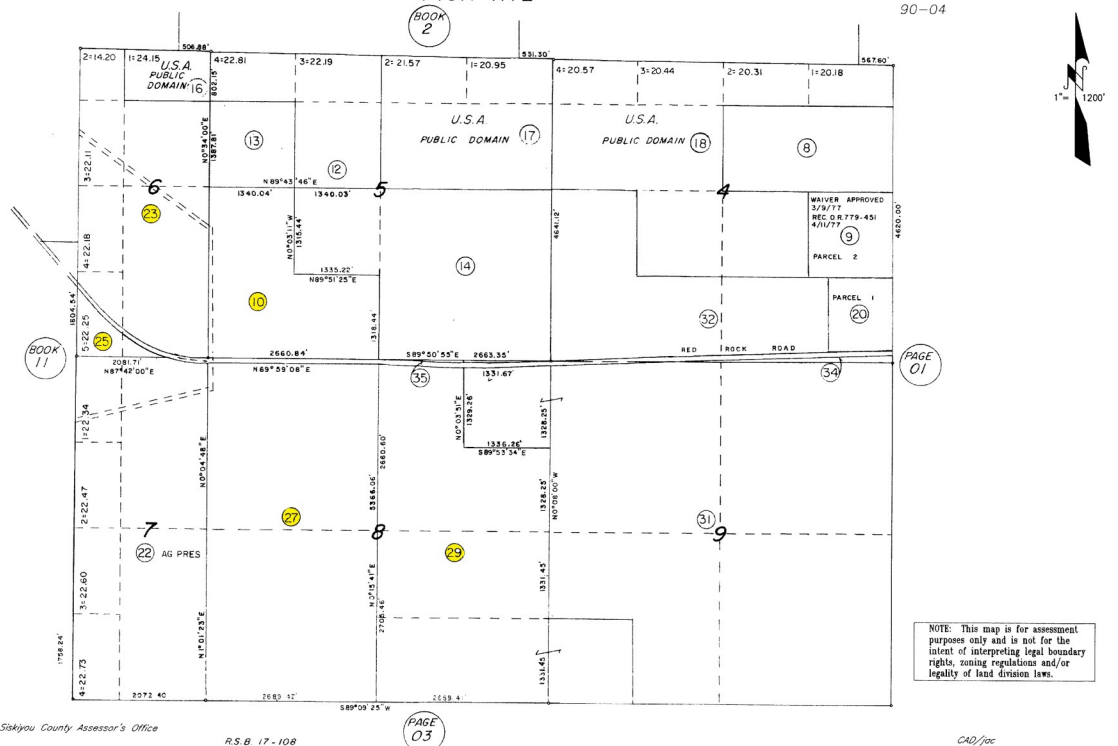 90-04
BOOK
2
1"= 1200'
N
506.88'
531.30'
567.60'
2=14.20
1=24.15
4=22.81
3=22.19
2= 21.57
1=20.95
4=20.57
3=20.44
2= 20.31
1=20.18
U.S.A.
PUBLIC
DOMAIN
16
802.15'
U.S.A.
PUBLIC DOMAIN
17
U.S.A.
PUBLIC DOMAIN
18
8
N0°34'00"E
1387.81'
13
12
3=22.11
6
N89°43'46"E
5
4
1340.04'
1340.03'
23
N0°03'11"W
1315.44'
4641.12'
WAIVER APPROVED
3/9/77
REC. O.R. 779-451
4/11/77
9
PARCEL 2
4620.00'
4=22.18
1335.22'
N89°51'25"E
14
10
PARCEL 1
20
1604.54'
5=22.25
25
1318.44'
32
BOOK
11
2081.71'
N87°42'00"E
2660.84'
N69°59'08"E
S89°50'55"E
2663.35'
RED ROCK ROAD
PAGE
01
35
1331.67'
34
1=22.34
N0°03'51"E
1329.26'
1328.25'
1336.26'
S89°53'34"E
N0°04'48"E
2660.60'
2=22.47
5366.06'
1328.25'
N0°08'00"W
7
27
8
31
9
22 AG PRES
29
3=22.60
N0°15'41"E
1331.45'
2705.46'
N1°01'23"E
1758.24'
4=22.73
1331.45
2072.40
2689.42'
2689.41'
S89°09'25"W
NOTE: This map is for assessment
purposes only and is not for the
intent of interpreting legal boundary
rights, zoning regulations and/or
legality of land division laws.
Siskiyou County Assessor's Office
R.S.B. 17-108
PAGE
03
CAD/jac